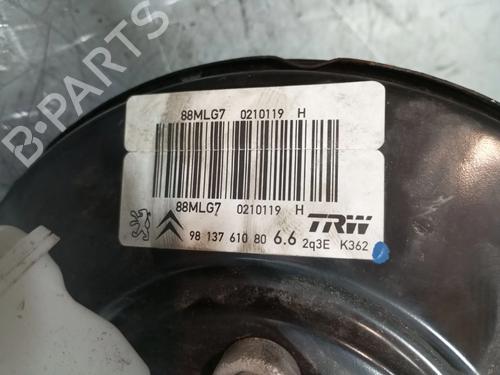 B-PARTS
88MLG7 0210119 H
88MLG7 0210119 H
98 137 610 80 6.6 TRW
2q3E K362